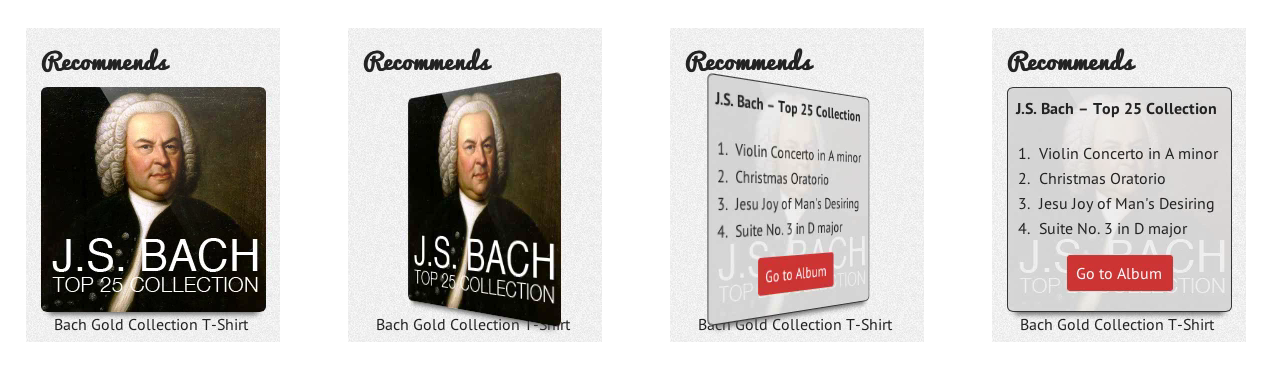 Recommends
J.S. BACH
TOP 25 COLLECTION
Bach Gold Collection T-Shirt
Recommends
J.S. BACH
TOP 25 COLLECTION
Bach Gold Collection T-Shirt
Recommends
J.S. Bach – Top 25 Collection
1. Violin Concerto in A minor
2. Christmas Oratorio
3. Jesu Joy of Man's Desiring
4. Suite No. 3 in D major
Go to Album
Bach Gold Collection T-Shirt
Recommends
J.S. Bach – Top 25 Collection
1. Violin Concerto in A minor
2. Christmas Oratorio
3. Jesu Joy of Man's Desiring
4. Suite No. 3 in D major
Go to Album
Bach Gold Collection T-Shirt